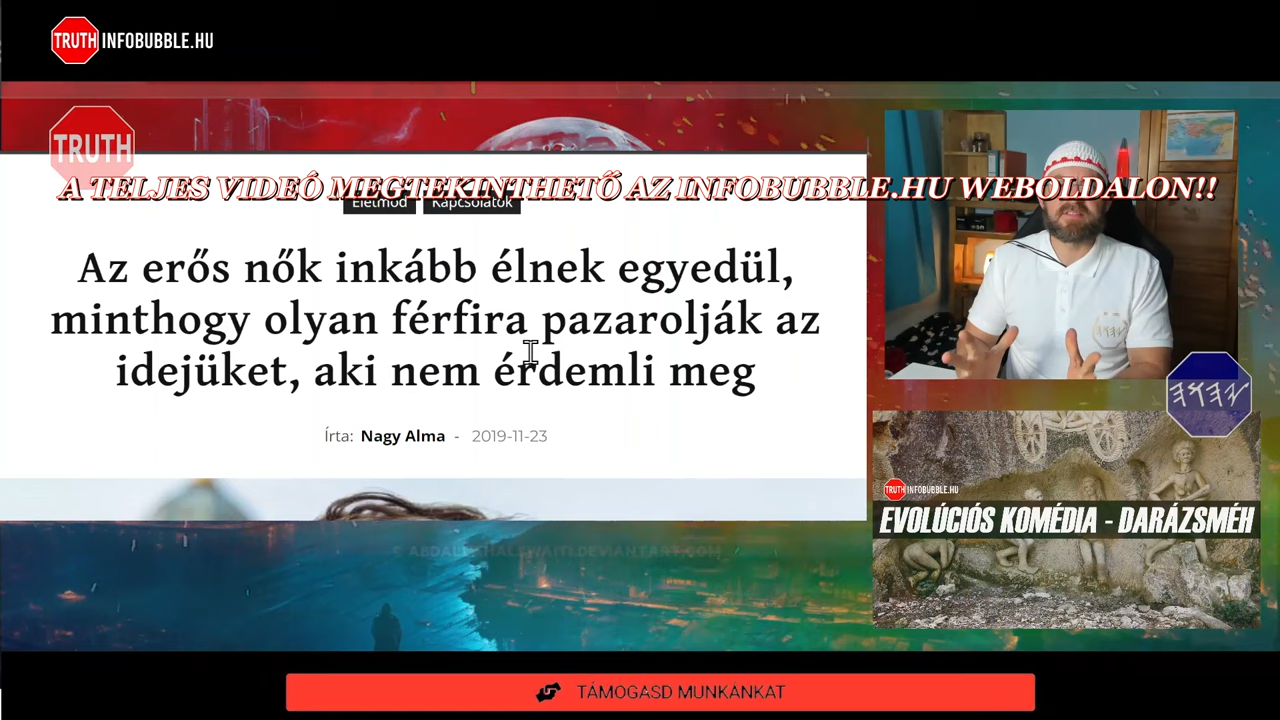 TRUTH INFOBUBBLE.HU
TRUTH
A TELJES VIDEÓ MEGTEKINTHETŐ AZ INFOBUBBLE.HU WEBOLDALON!!
Életmód Kapcsolatok
Az erős nők inkább élnek egyedül,
minthogy olyan férfira pazarolják az
idejüket, aki nem érdemli meg
Írta: Nagy Alma - 2019-11-23
TRUTH INFOBUBBLE.HU
EVOLÚCIÓS KOMÉDIA - DARÁZSMÉH
TÁMOGASD MUNKÁNKAT